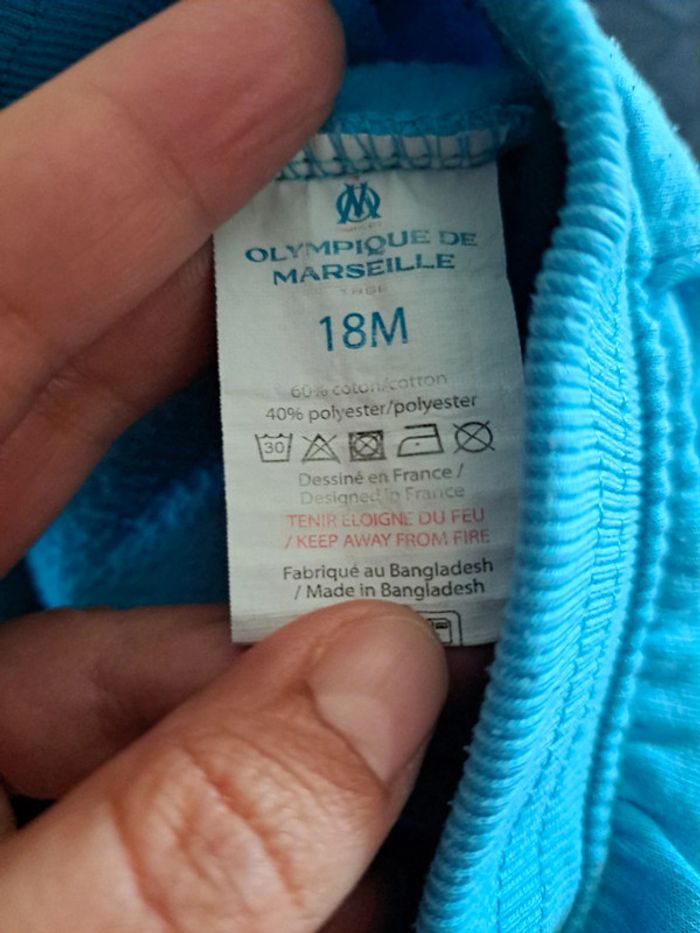 OLYMPIQUE DE
MARSEILLE
18M
60% coton/cotton
40% polyester/polyester
30
Dessiné en France /
Designed in France
TENIR ELOIGNE DU FEU
/ KEEP AWAY FROM FIRE
Fabriqué au Bangladesh
/ Made in Bangladesh